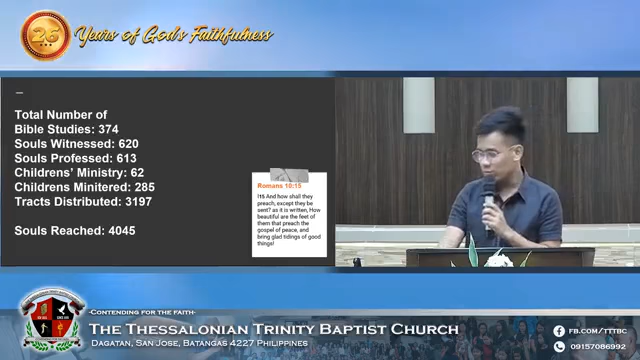 26
Years of God's Faithfulness
Total Number of
Bible Studies: 374
Souls Witnessed: 620
Souls Professed: 613
Childrens' Ministry: 62
Childrens Minitered: 285
Tracts Distributed: 3197
Souls Reached: 4045
Romans 10:15
15 And how shall they
preach, except they be
sent? as it is written, How
beautiful are the feet of
them that preach the
gospel of peace, and
bring glad tidings of good
things!
-Contending for the faith-
The Thessalonian Trinity Baptist Church
Dagatan, San Jose, Batangas 4227 Philippines
FB.COM/TTTBC
09157086992